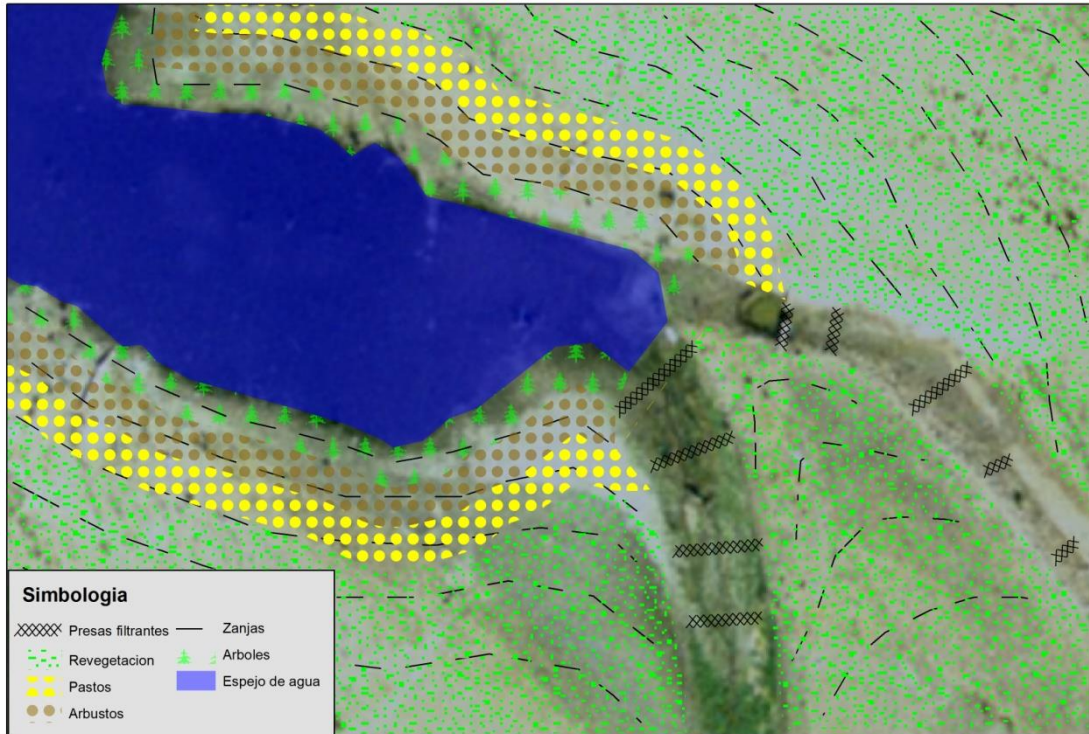 Simbologia
Presas filtrantes
Zanjas
Revegetacion
Arboles
Pastos
Espejo de agua
Arbustos